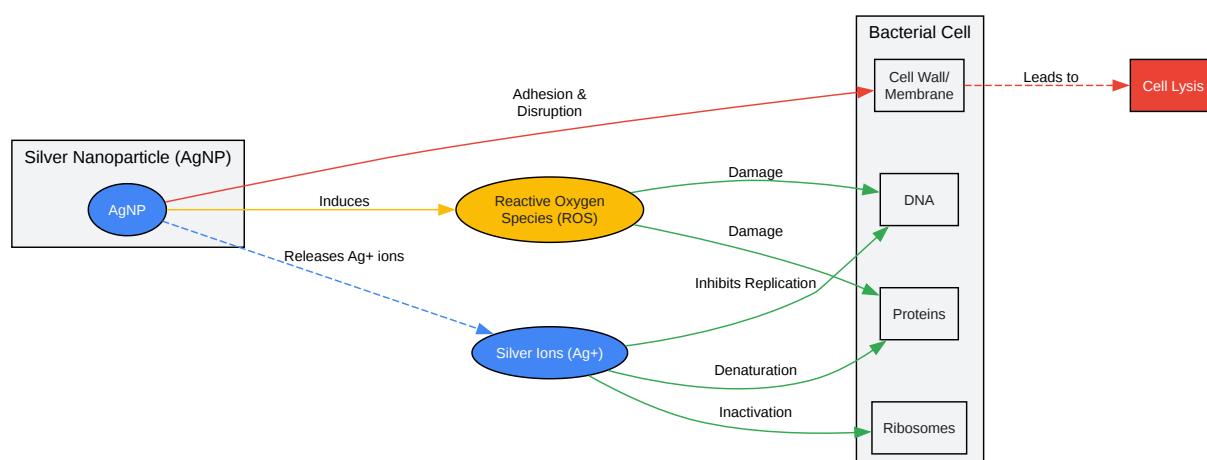 Bacterial Cell
Cell Wall/
Membrane
Leads to
Cell Lysis
Adhesion &
Disruption
Silver Nanoparticle (AgNP)
AgNP
Induces
Reactive Oxygen
Species (ROS)
Damage
DNA
Damage
Releases Ag+ ions
Inhibits Replication
Proteins
Silver Ions (Ag+)
Denaturation
Inactivation
Ribosomes